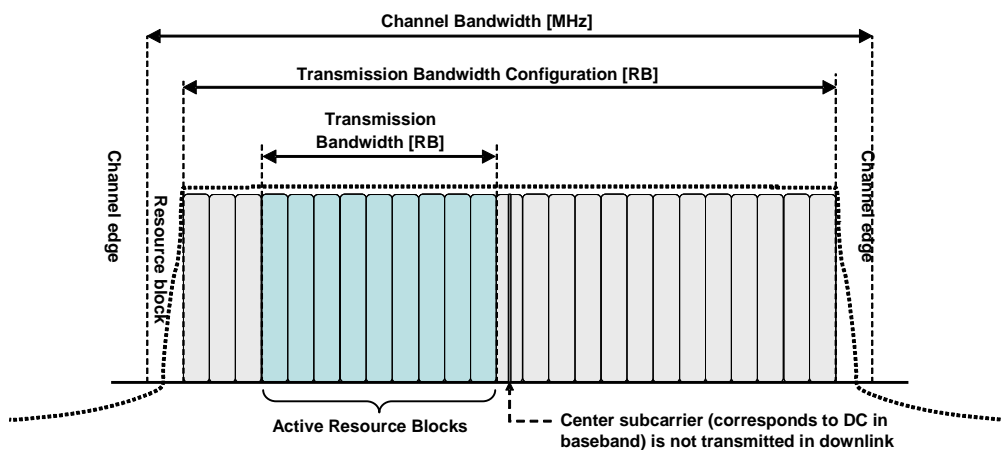 Channel Bandwidth [MHz]
Transmission Bandwidth Configuration [RB]
Transmission
Bandwidth [RB]
Channel edge
Resource block
Channel edge
Active Resource Blocks
Center subcarrier (corresponds to DC in
baseband) is not transmitted in downlink